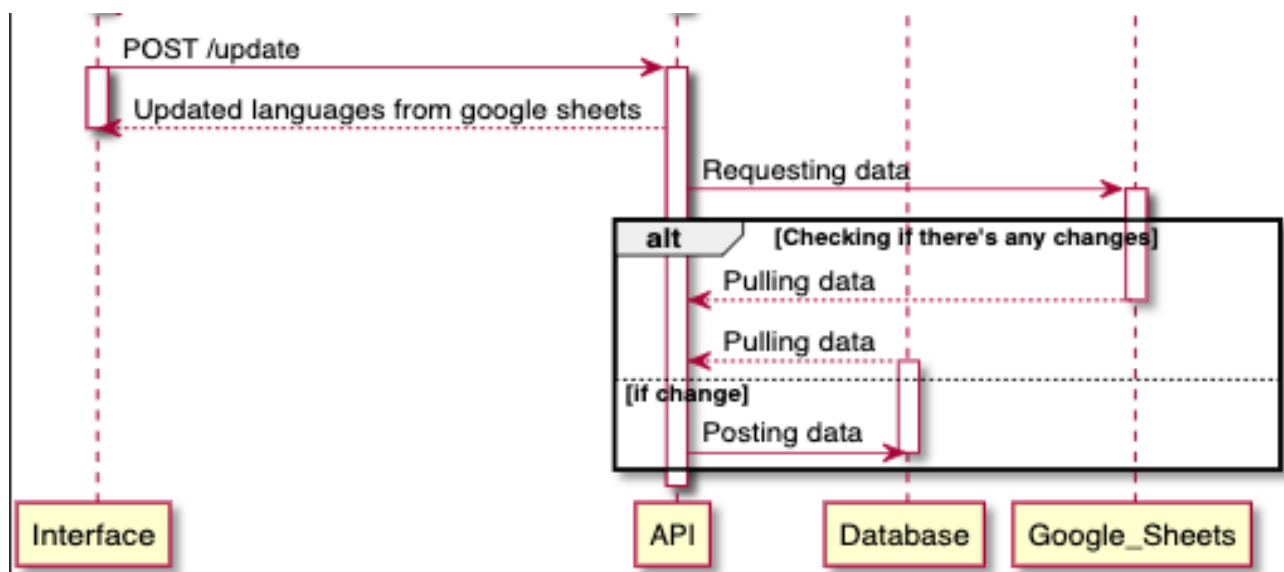 POST /update
Updated languages from google sheets
Requesting data
alt [Checking if there's any changes]
Pulling data
Pulling data
[if change]
Posting data
Interface API Database Google_Sheets